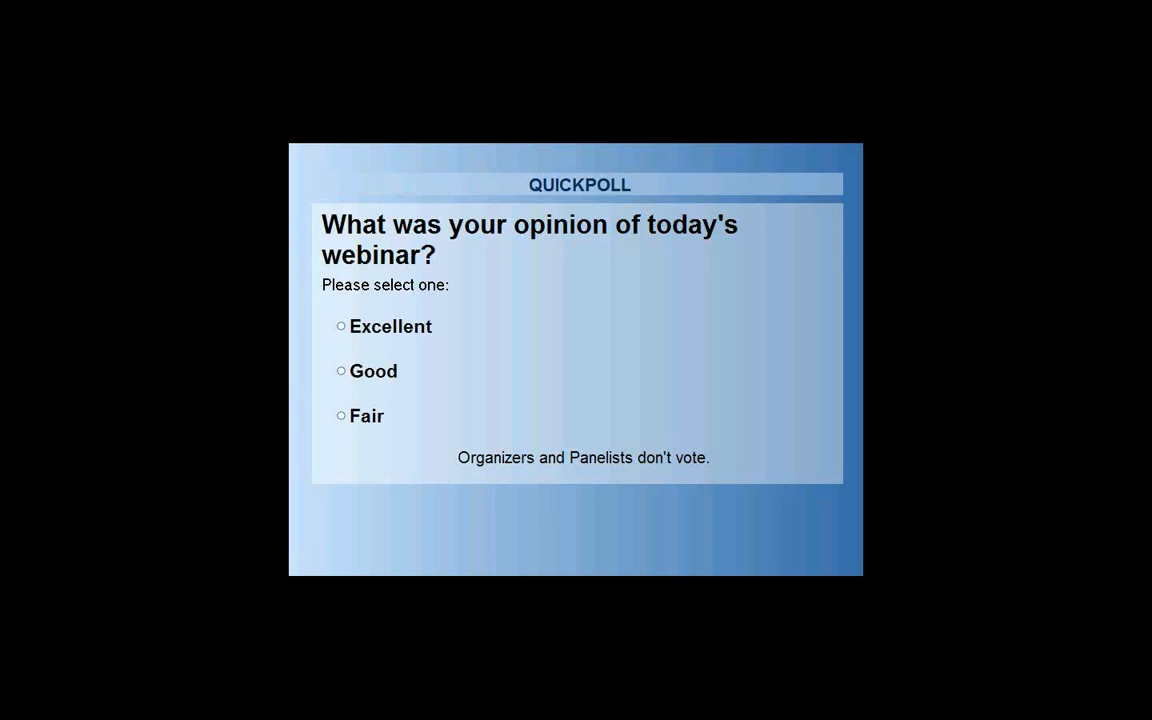 QUICKPOLL
What was your opinion of today's
webinar?
Please select one:
Excellent
Good
Fair
Organizers and Panelists don't vote.